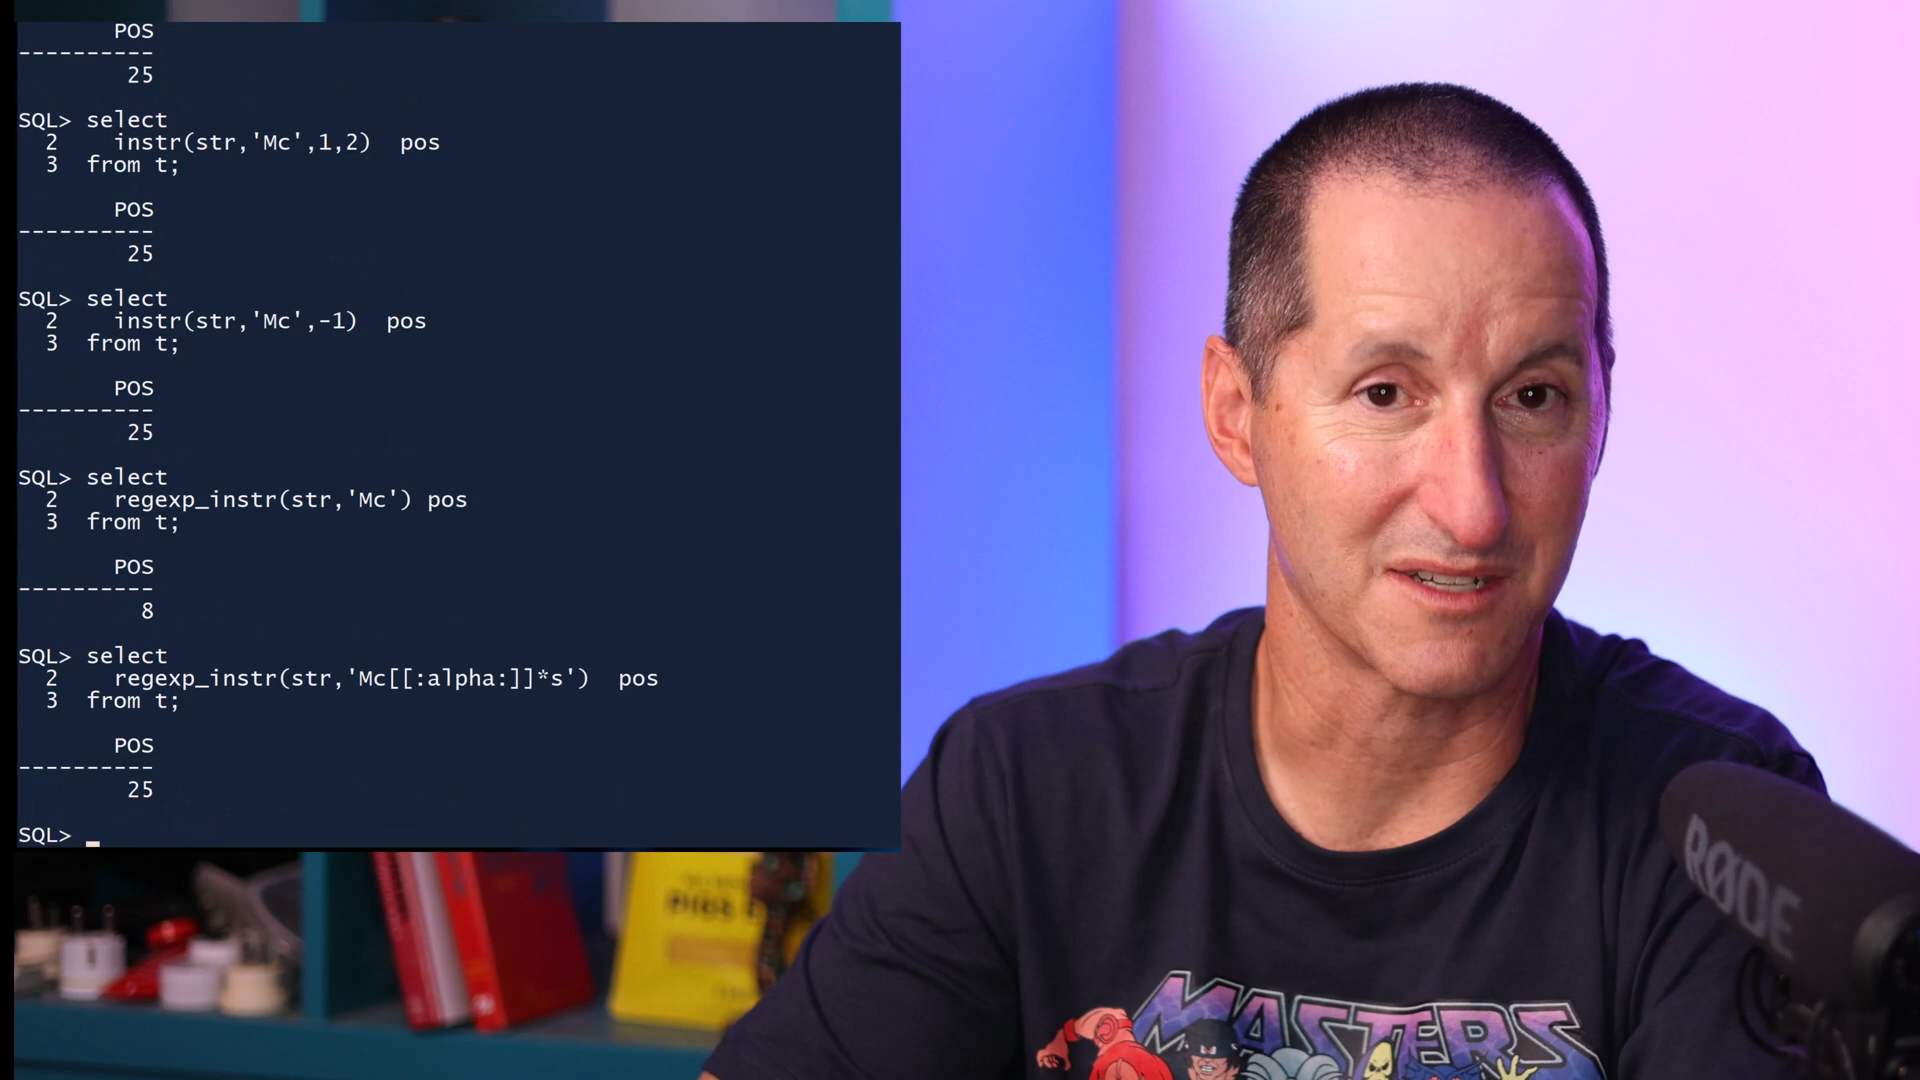 POS
----------
25
SQL> select
2 instr(str,'Mc',1,2) pos
3 from t;
POS
----------
25
SQL> select
2 instr(str,'Mc',-1) pos
3 from t;
POS
----------
25
SQL> select
2 regexp_instr(str,'Mc') pos
3 from t;
POS
----------
8
SQL> select
2 regexp_instr(str,'Mc[[:alpha:]]*s') pos
3 from t;
POS
----------
25
SQL>
RØDE
MASTERS